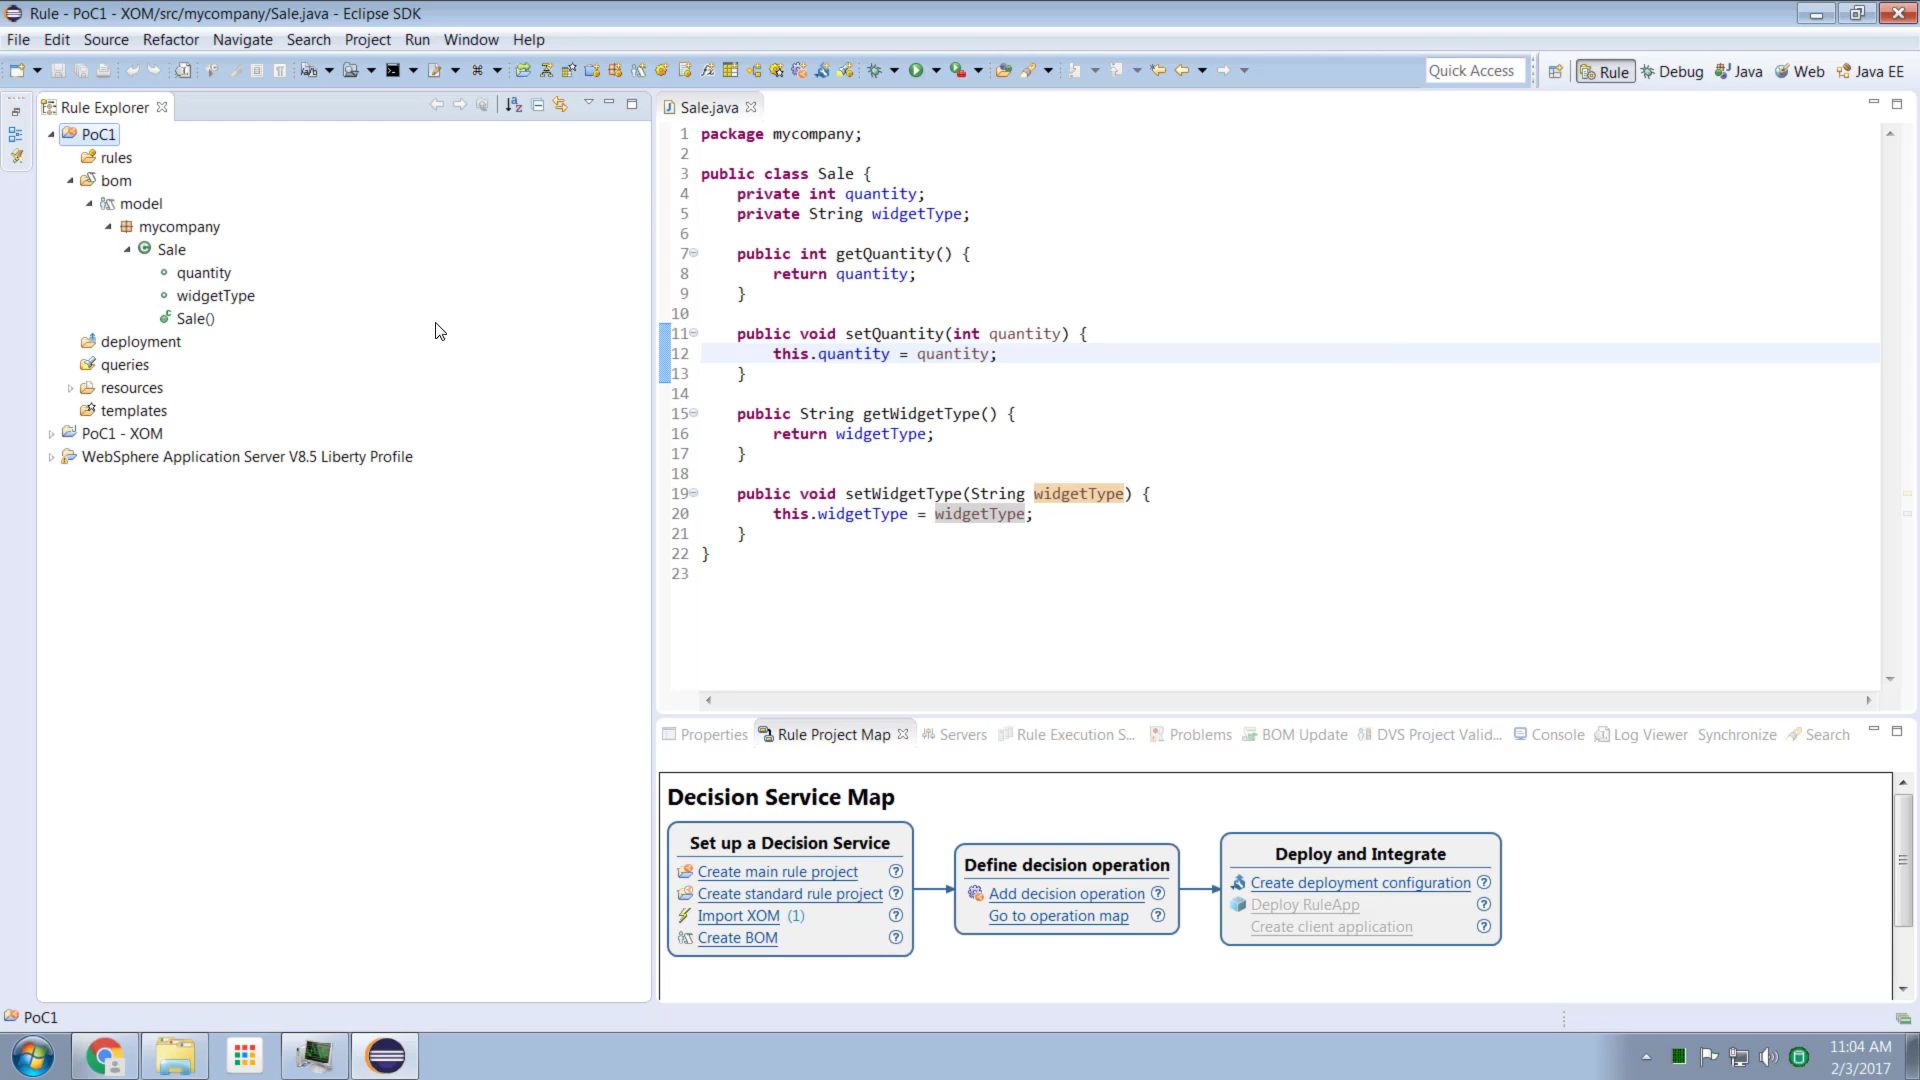 Rule - PoC1 - XOM/src/mycompany/Sale.java - Eclipse SDK
File Edit Search Refactor Navigate Search Project Run Window Help
Quick Access
Rule Debug Java Web Java EE
Rule Explorer
PoC1
rules
bom
model
mycompany
Sale
quantity
widgetType
Sale()
deployment
queries
resources
templates
PoC1 - XOM
WebSphere Application Server V8.5 Liberty Profile
Sale.java
1 package mycompany;
2
3 public class Sale {
4 private int quantity;
5 private String widgetType;
6
7 public int getQuantity() {
8 return quantity;
9 }
10
11 public void setQuantity(int quantity) {
12 this.quantity = quantity;
13 }
14
15 public String getWidgetType() {
16 return widgetType;
17 }
18
19 public void setWidgetType(String widgetType) {
20 this.widgetType = widgetType;
21 }
22 }
23
Properties Rule Project Map Servers Rule Execution S... Problems BOM Update DVS Project Valid... Console Log Viewer Synchronize Search
Decision Service Map
Set up a Decision Service
Create main rule project
Create standard rule project
Import XOM (1)
Create BOM
Define decision operation
Add decision operation
Go to operation map
Deploy and Integrate
Create deployment configuration
Deploy RuleApp
Create client application
PoC1
11:04 AM
2/3/2017